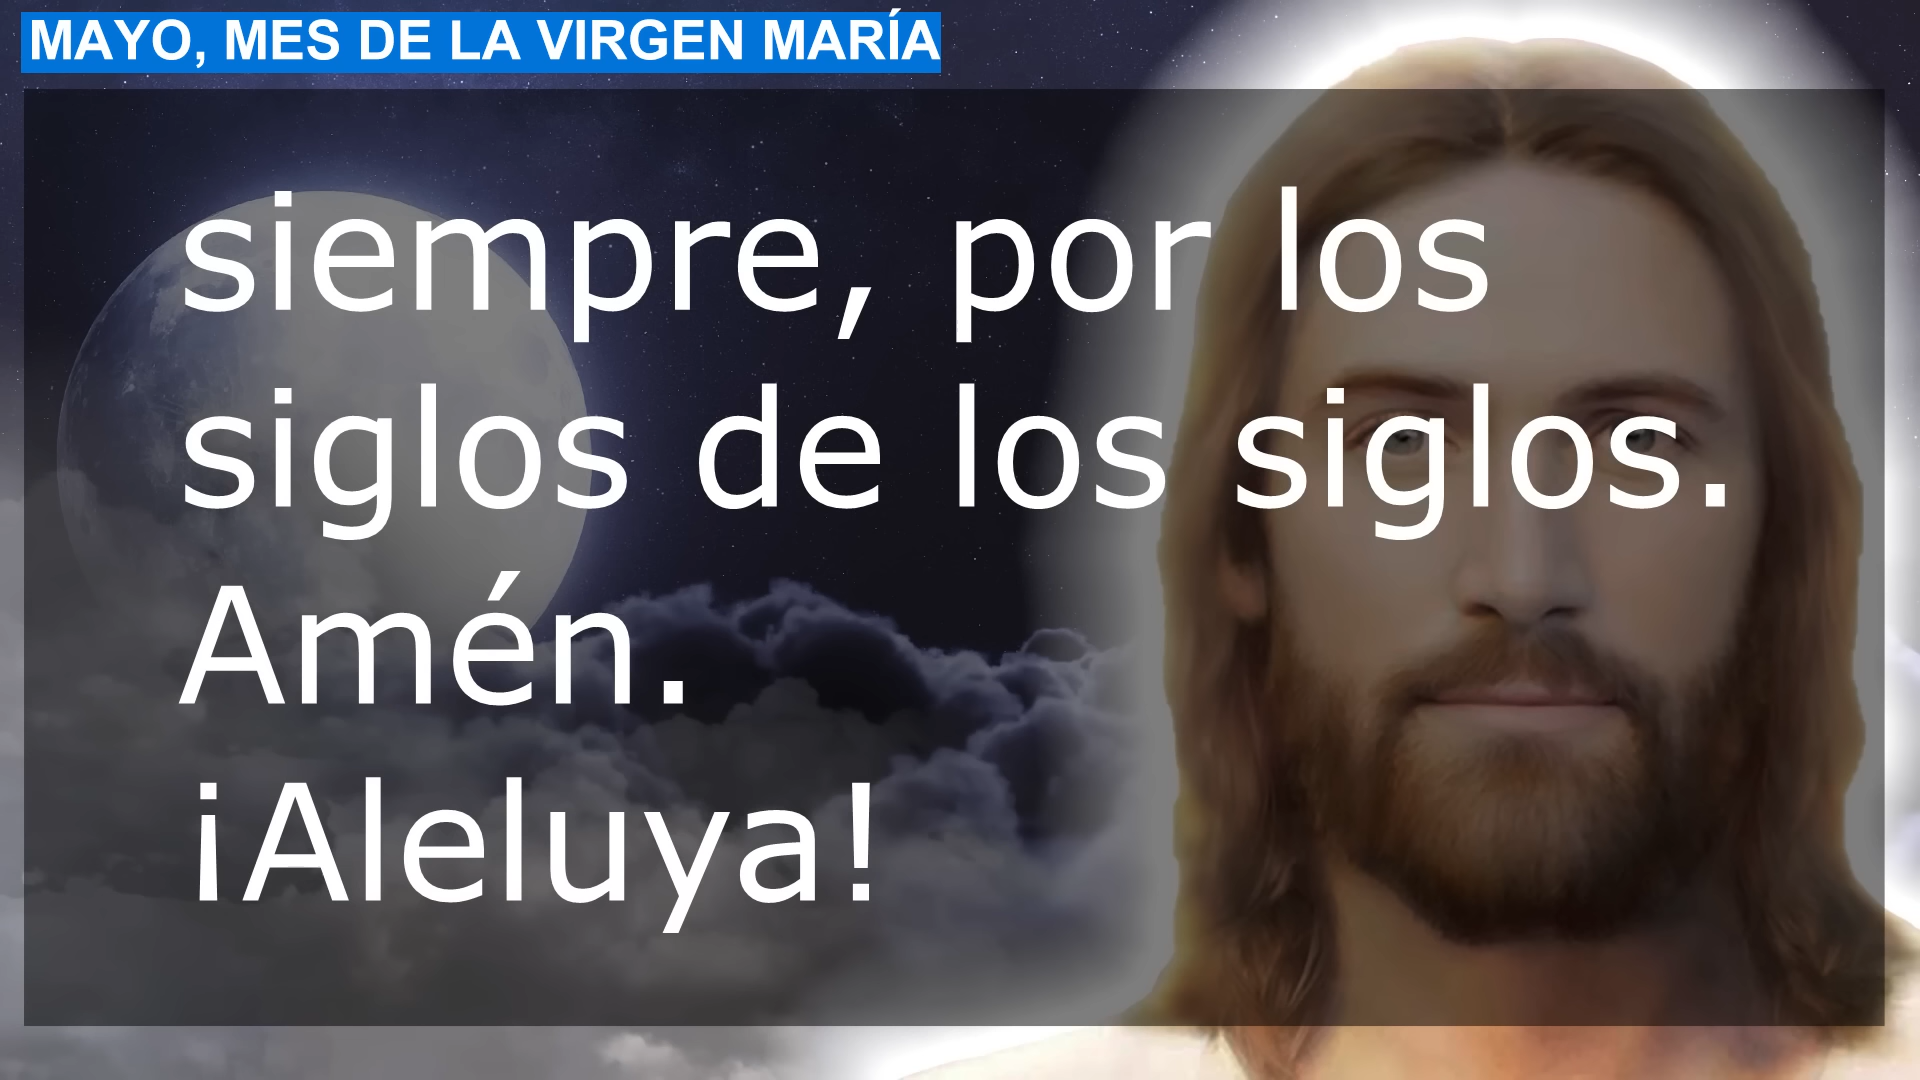 MAYO, MES DE LA VIRGEN MARÍA
siempre, por los
siglos de los siglos.
Amén.
¡Aleluya!